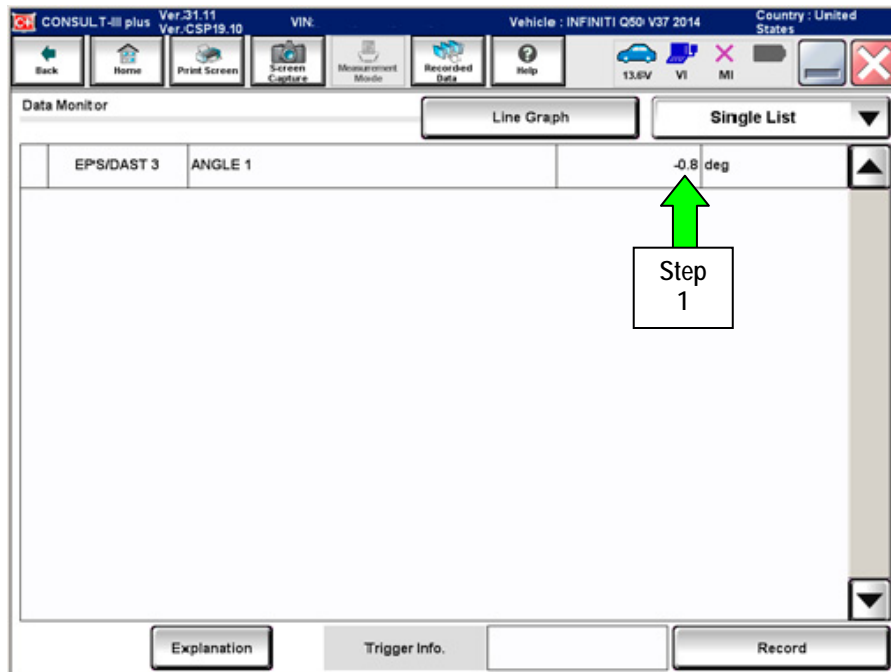 CONSULT-III plus Ver.31.11
Ver.CSP19.10
VIN:
Vehicle : INFINITI Q50 V37 2014
Country : United
States
Back
Home
Print Screen
Screen
Capture
Measurement
Mode
Recorded
Data
Help
13.6V
VI
MI
Data Monitor
Line Graph
Single List
EPS/DAST 3
ANGLE 1
-0.8
deg
Step
1
Explanation
Trigger Info.
Record